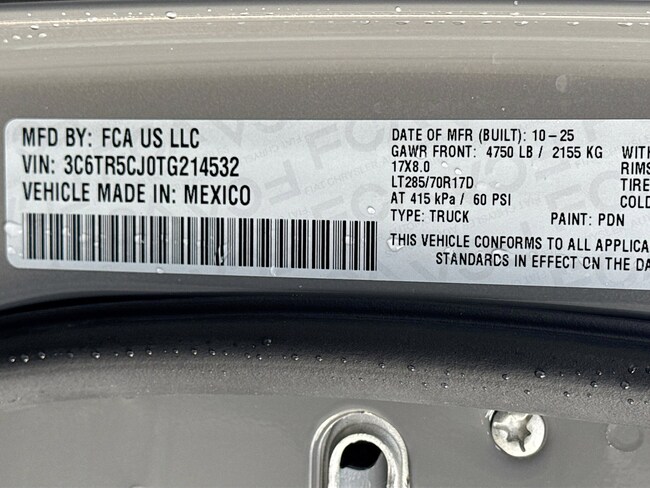 MFD BY: FCA US LLC
VIN: 3C6TR5CJ0TG214532
VEHICLE MADE IN: MEXICO
DATE OF MFR (BUILT): 10-25
GAWR FRONT: 4750 LB / 2155 KG WITH
17X8.0 RIMS
LT285/70R17D TIRE
AT 415 kPa / 60 PSI COLD
TYPE: TRUCK PAINT: PDN
THIS VEHICLE CONFORMS TO ALL APPLICA
STANDARDS IN EFFECT ON THE DA